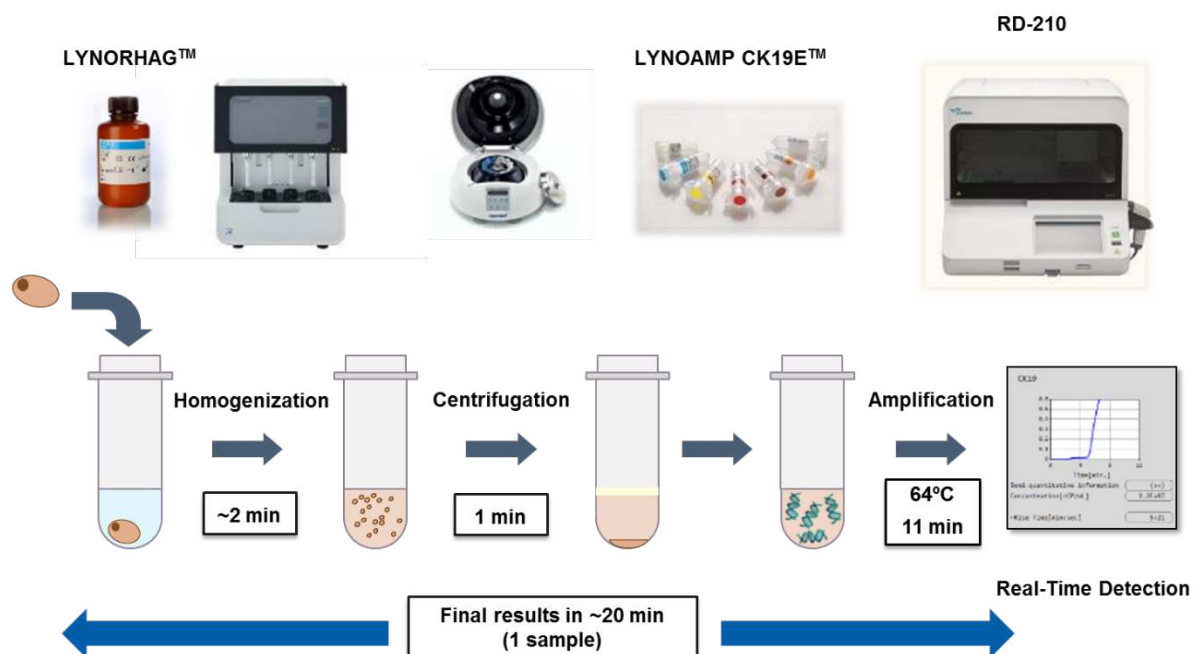 RD-210
LYNORHAG™
LYNOAMP CK19E™
Homogenization
~2 min
Centrifugation
1 min
Amplification
64ºC
11 min
CK19
Real-Time Detection
Final results in ~20 min
(1 sample)